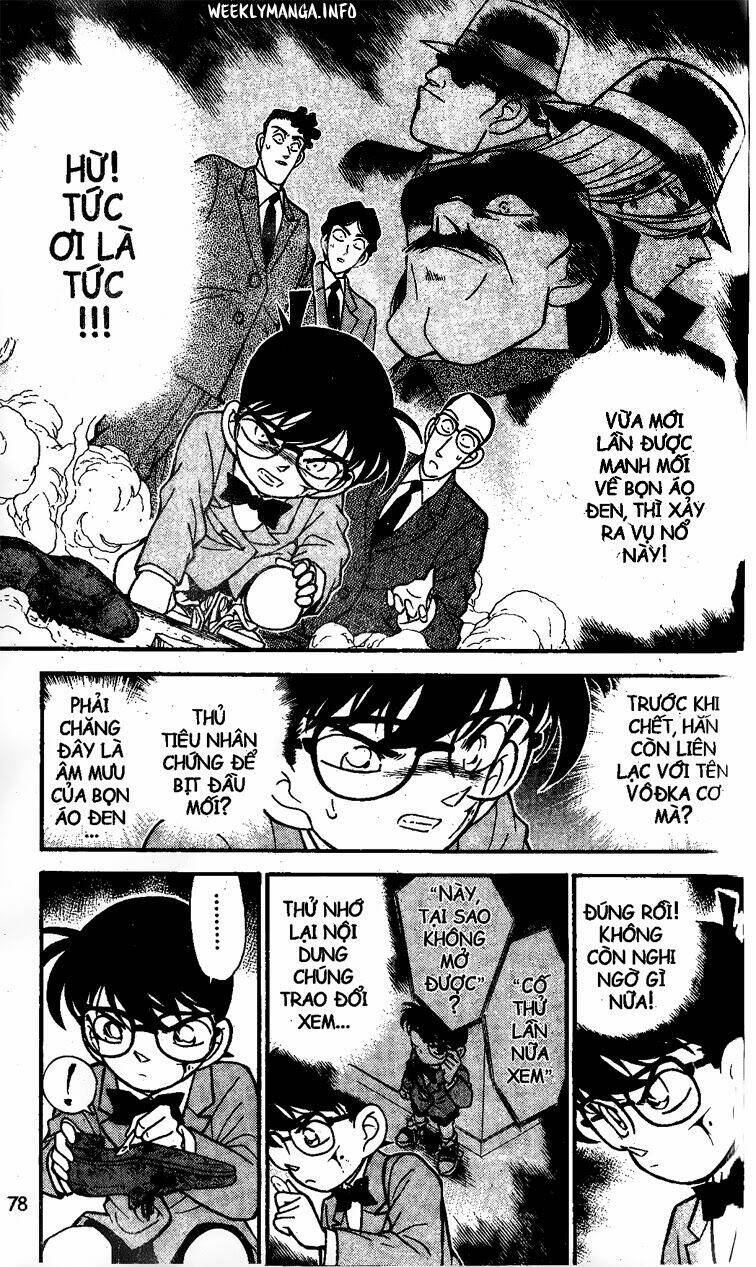 WEEKLYMANGA.INFO
VỪA MỚI
LẦN ĐƯỢC
MANH MỐI
VỀ BỌN ÁO
ĐEN, THÌ XẢY
RA VỤ NỔ
NÀY!
HỪ!
TỨC
ƠI LÀ
TỨC
!!!
TRƯỚC KHI
CHẾT, HẮN
CÒN LIÊN
LẠC VỚI TÊN
VÔĐKA CƠ
MÀ?
THỦ
TIÊU NHÂN
CHỨNG ĐỂ
BỊT ĐẦU
MỐI?
PHẢI
CHĂNG
ĐÂY LÀ
ÂM MƯU
CỦA BỌN
ÁO ĐEN
...
ĐÚNG RỒI!
KHÔNG
CÒN NGHI
NGỜ GÌ
NỮA!
THỬ NHỚ
LẠI NỘI
DUNG
CHÚNG
TRAO ĐỔI
XEM...
"NÀY,
TẠI SAO
KHÔNG
MỞ
ĐƯỢC"
?
"CỐ
THỬ
LẦN
NỮA
XEM"
.........
!
78